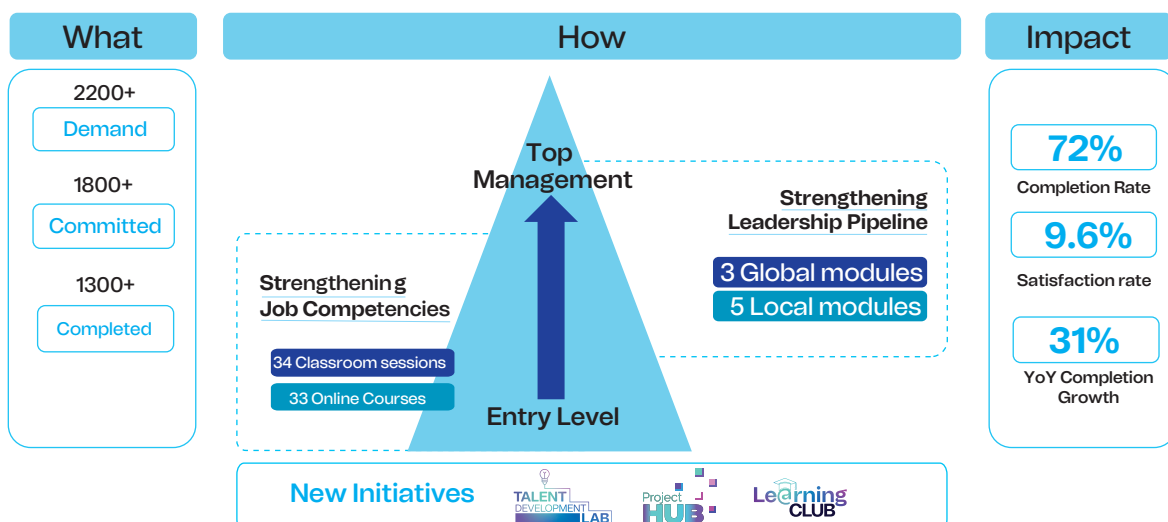 What
2200+
Demand
1800+
Committed
1300+
Completed
How
Top
Management
Entry Level
Strengthening
Job Competencies
34 Classroom sessions
33 Online Courses
Strengthening
Leadership Pipeline
3 Global modules
5 Local modules
Impact
72%
Completion Rate
9.6%
Satisfaction rate
31%
YoY Completion
Growth
New Initiatives
TALENT
DEVELOPMENT
LAB
Project
HUB
Le@rning
CLUB